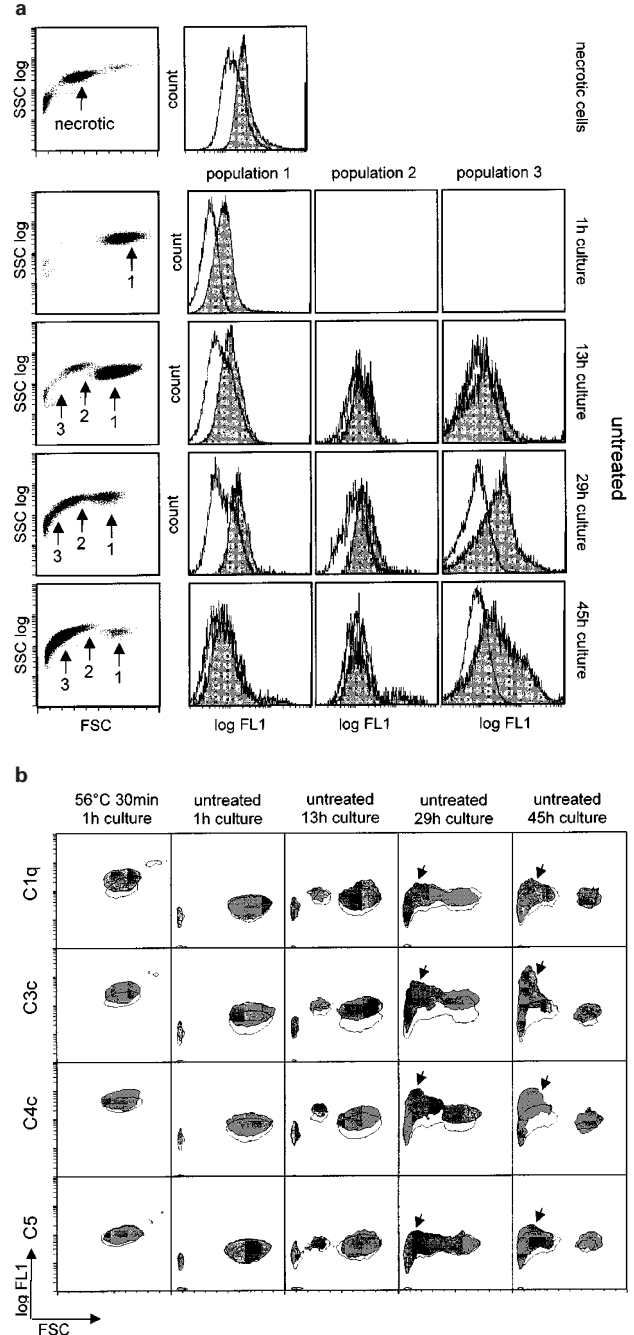 a
SSC log
necrotic
count
necrotic cells
population 1
population 2
population 3
SSC log
1
count
1h culture
SSC log
3
2
1
count
13h culture
untreated
SSC log
3
2
1
count
29h culture
SSC log
3
2
1
45h culture
FSC
log FL1
log FL1
log FL1
b
56°C 30min
1h culture
untreated
1h culture
untreated
13h culture
untreated
29h culture
untreated
45h culture
C1q
C3c
C4c
C5
log FL1
FSC